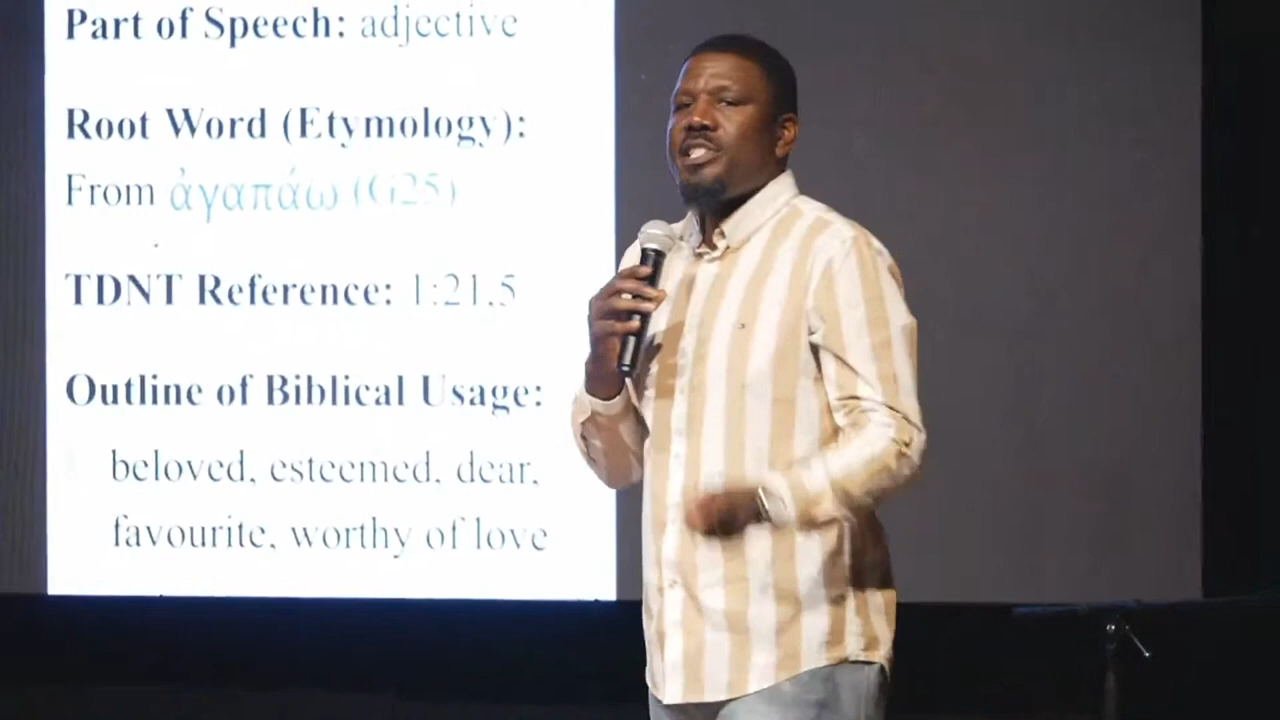 Part of Speech: adjective
Root Word (Etymology):
From ἀγαπάω (G25)
TDNT Reference: 1:21,5
Outline of Biblical Usage:
beloved, esteemed, dear,
favourite, worthy of love